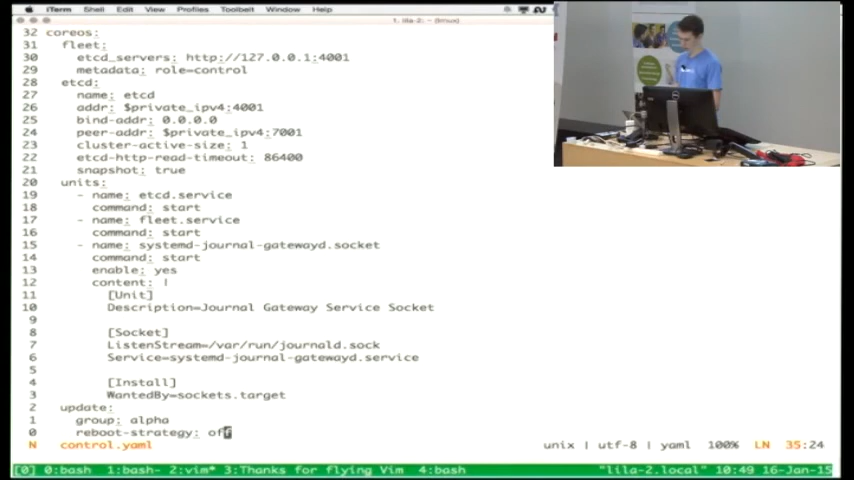 iTerm Shell Edit View Profiles Toolbelt Window Help
1. lila-2: ~ (tmux)
32 coreos:
31 fleet:
30 etcd_servers: http://127.0.0.1:4001
29 metadata: role=control
28 etcd:
27 name: etcd
26 addr: $private_ipv4:4001
25 bind-addr: 0.0.0.0
24 peer-addr: $private_ipv4:7001
23 cluster-active-size: 1
22 etcd-http-read-timeout: 86400
21 snapshot: true
20 units:
19 - name: etcd.service
18 command: start
17 - name: fleet.service
16 command: start
15 - name: systemd-journal-gatewayd.socket
14 command: start
13 enable: yes
12 content: |
11 [Unit]
10 Description=Journal Gateway Service Socket
9
8 [Socket]
7 ListenStream=/var/run/journald.sock
6 Service=systemd-journal-gatewayd.service
5
4 [Install]
3 WantedBy=sockets.target
2 update:
1 group: alpha
0 reboot-strategy: off
N control.yaml unix | utf-8 | yaml 100% LN 35:24
[0] 0:bash 1:bash- 2:vim* 3:Thanks for flying Vim 4:bash "lila-2.local" 10:49 16-Jan-15